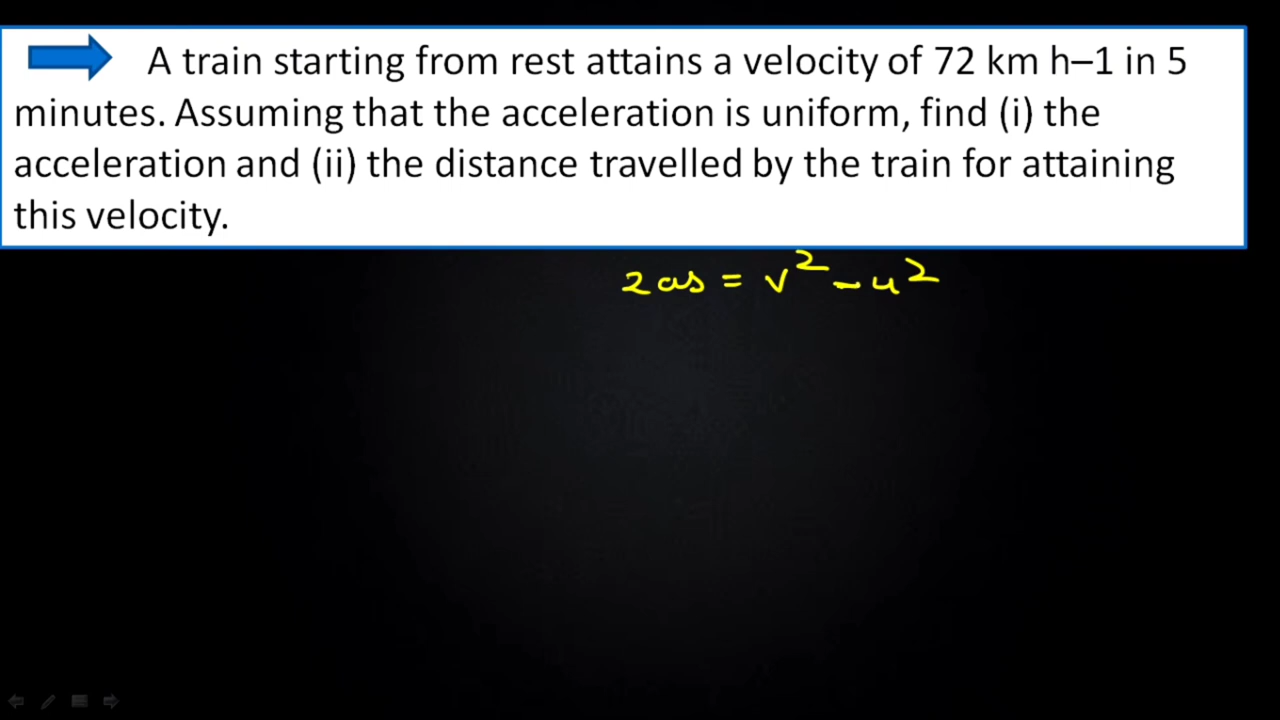 A train starting from rest attains a velocity of 72 km h–1 in 5
minutes. Assuming that the acceleration is uniform, find (i) the
acceleration and (ii) the distance travelled by the train for attaining
this velocity.
2as = v² - u²